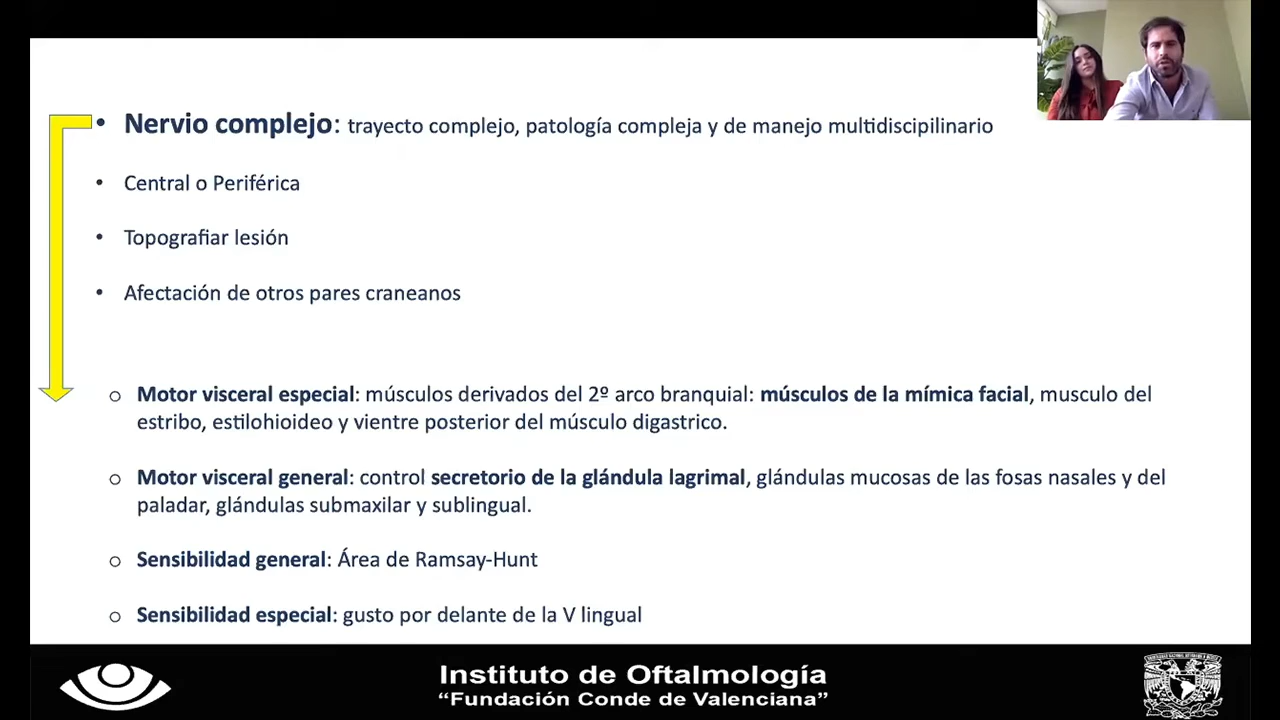 • Nervio complejo: trayecto complejo, patología compleja y de manejo multidiscipilinario
• Central o Periférica
• Topografiar lesión
• Afectación de otros pares craneanos
o Motor visceral especial: músculos derivados del 2º arco branquial: músculos de la mímica facial, musculo del
estribo, estilohioideo y vientre posterior del músculo digastrico.
o Motor visceral general: control secretorio de la glándula lagrimal, glándulas mucosas de las fosas nasales y del
paladar, glándulas submaxilar y sublingual.
o Sensibilidad general: Área de Ramsay-Hunt
o Sensibilidad especial: gusto por delante de la V lingual
Instituto de Oftalmología
“Fundación Conde de Valenciana”